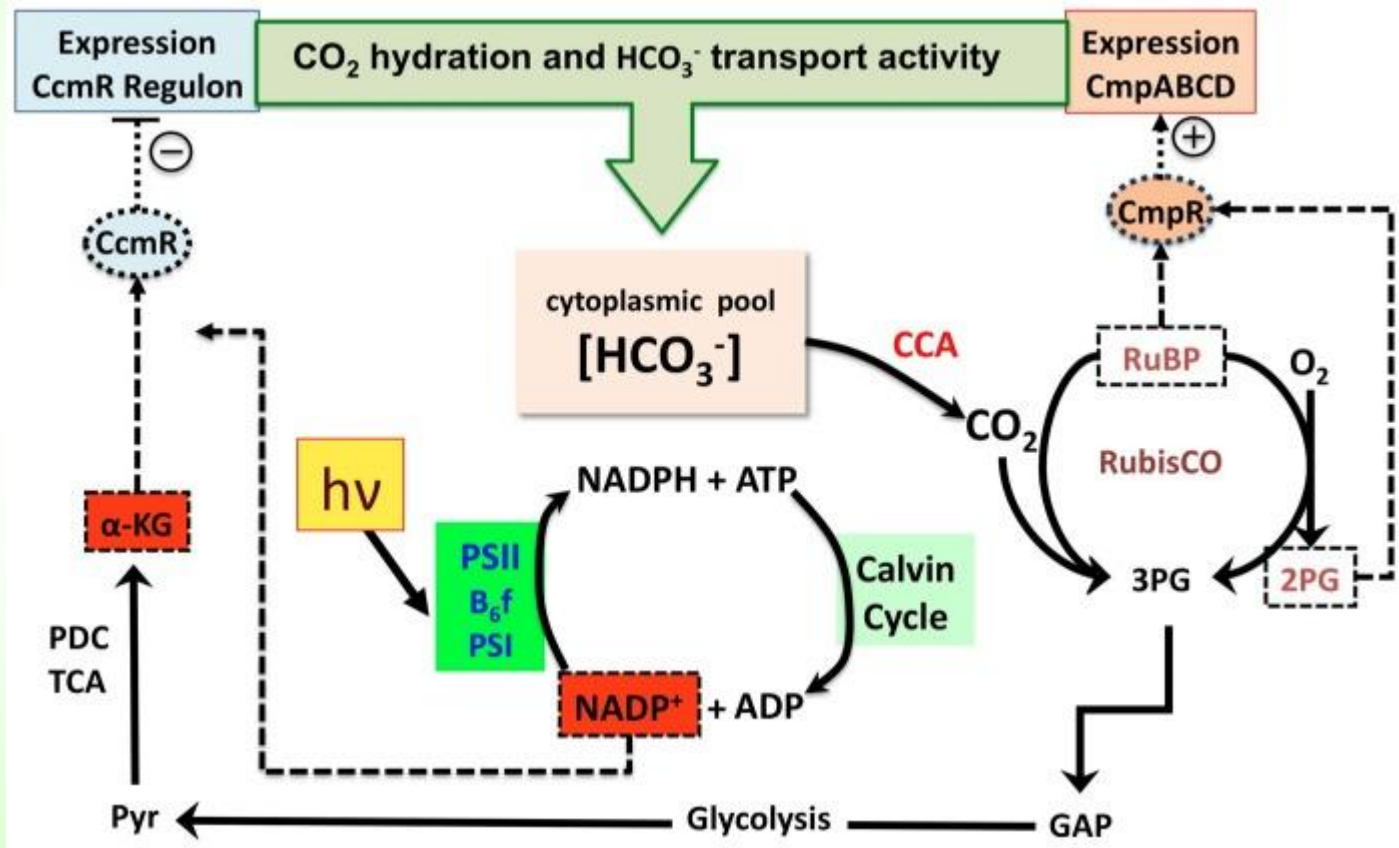 Expression
CcmR Regulon
CO₂ hydration and HCO₃⁻ transport activity
Expression
CmpABCD
−
+
CcmR
CmpR
cytoplasmic pool
[HCO₃⁻]
CCA
RuBP
O₂
CO₂
RubisCO
hν
NADPH + ATP
α-KG
PSII
B₆f
PSI
Calvin
Cycle
3PG
2PG
PDC
TCA
NADP⁺ + ADP
Pyr
Glycolysis
GAP